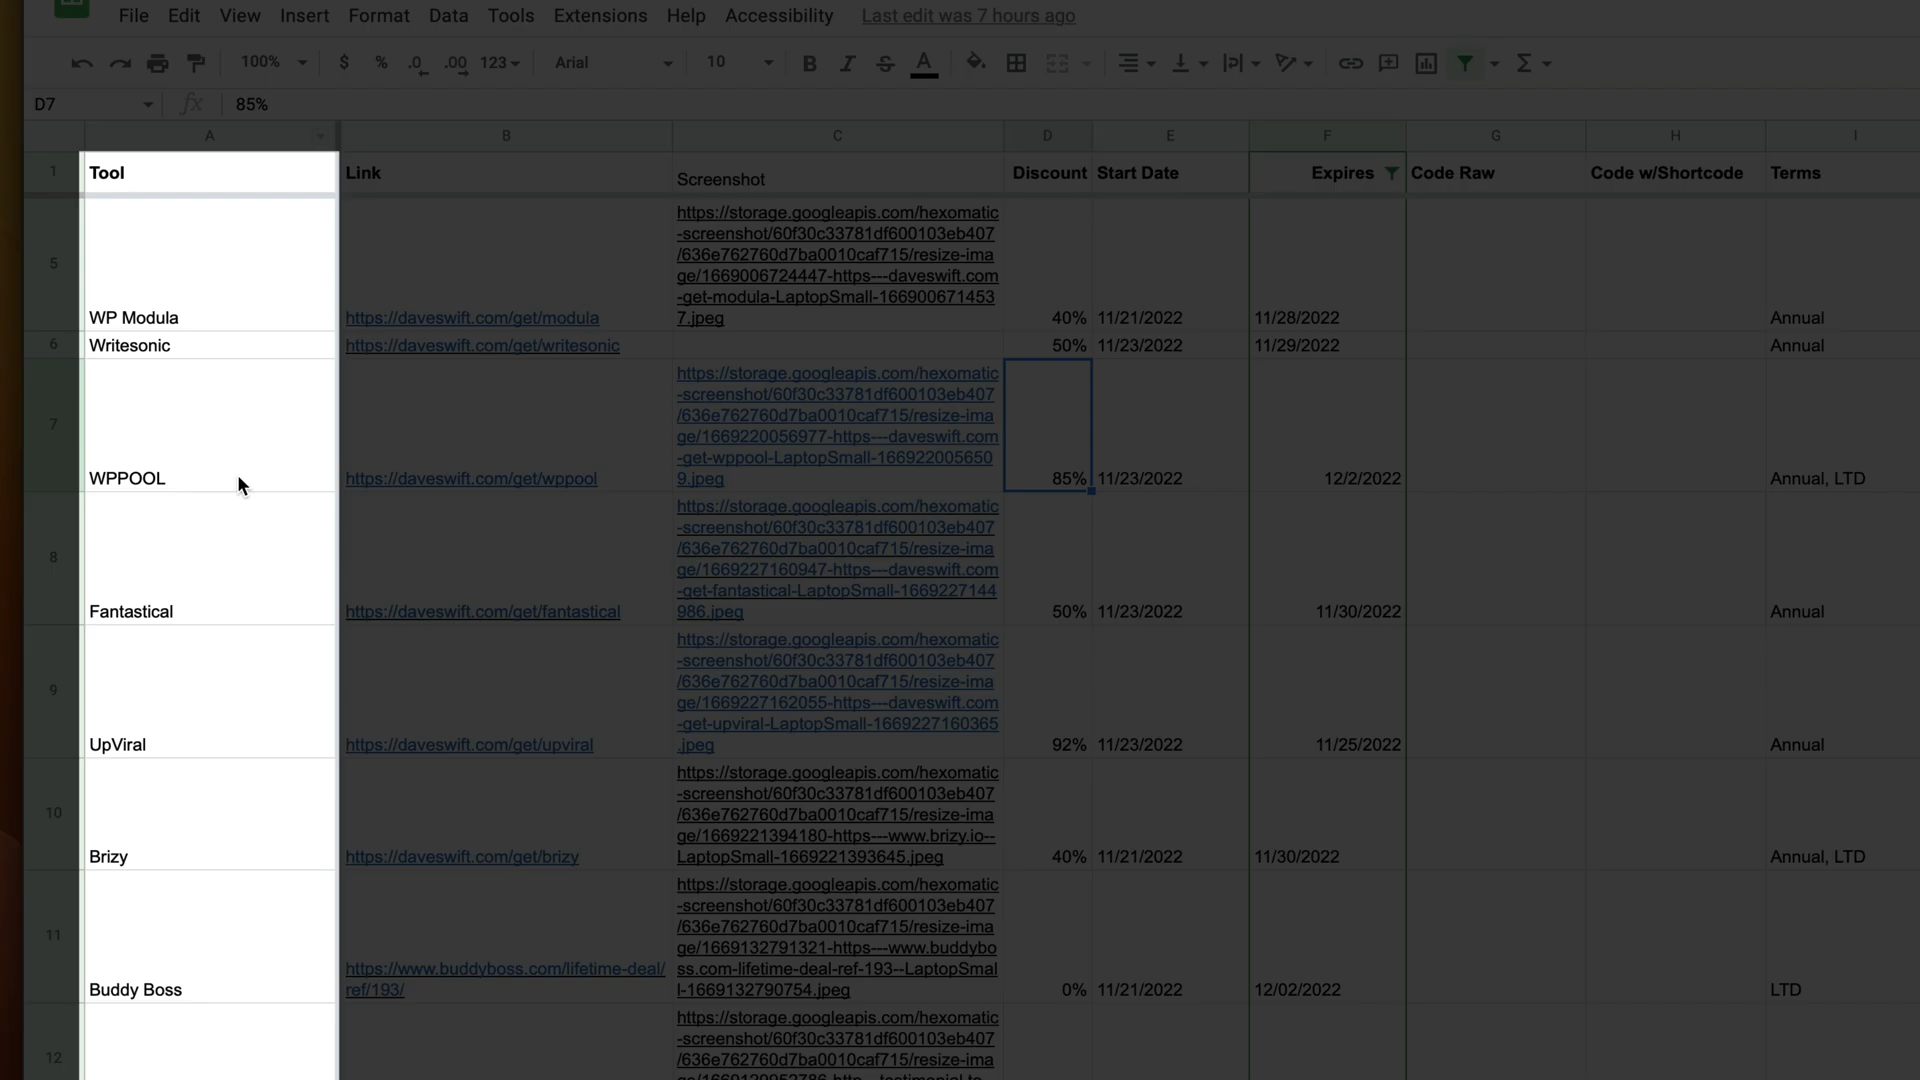 File Edit View Insert Format Data Tools Extensions Help Accessibility Last edit was 7 hours ago
100% $ % .0 .00 123 Arial 10 B I S A Σ
D7 fx 85%
A B C D E F G H I
1 Tool Link Screenshot Discount Start Date Expires Code Raw Code w/Shortcode Terms
https://storage.googleapis.com/hexomatic
-screenshot/60f30c33781df600103eb407
5 /636e762760d7ba0010caf715/resize-ima
ge/1669006724447-https---daveswift.com
-get-modula-LaptopSmall-166900671453
WP Modula https://daveswift.com/get/modula 7.jpeg 40% 11/21/2022 11/28/2022 Annual
6 Writesonic https://daveswift.com/get/writesonic 50% 11/23/2022 11/29/2022 Annual
https://storage.googleapis.com/hexomatic
-screenshot/60f30c33781df600103eb407
7 /636e762760d7ba0010caf715/resize-ima
ge/1669220056977-https---daveswift.com
-get-wppool-LaptopSmall-166922005650
WPPOOL https://daveswift.com/get/wppool 9.jpeg 85% 11/23/2022 12/2/2022 Annual, LTD
https://storage.googleapis.com/hexomatic
-screenshot/60f30c33781df600103eb407
8 /636e762760d7ba0010caf715/resize-ima
ge/1669227160947-https---daveswift.com
-get-fantastical-LaptopSmall-1669227144
Fantastical https://daveswift.com/get/fantastical 986.jpeg 50% 11/23/2022 11/30/2022 Annual
https://storage.googleapis.com/hexomatic
-screenshot/60f30c33781df600103eb407
9 /636e762760d7ba0010caf715/resize-ima
ge/1669227162055-https---daveswift.com
-get-upviral-LaptopSmall-1669227160365
UpViral https://daveswift.com/get/upviral .jpeg 92% 11/23/2022 11/25/2022 Annual
https://storage.googleapis.com/hexomatic
-screenshot/60f30c33781df600103eb407
10 /636e762760d7ba0010caf715/resize-ima
ge/1669221394180-https---www.brizy.io--
Brizy https://daveswift.com/get/brizy LaptopSmall-1669221393645.jpeg 40% 11/21/2022 11/30/2022 Annual, LTD
https://storage.googleapis.com/hexomatic
-screenshot/60f30c33781df600103eb407
11 /636e762760d7ba0010caf715/resize-ima
ge/1669132791321-https---www.buddybo
https://www.buddyboss.com/lifetime-deal/ ss.com-lifetime-deal-ref-193--LaptopSmal
Buddy Boss ref/193/ l-1669132790754.jpeg 0% 11/21/2022 12/02/2022 LTD
https://storage.googleapis.com/hexomatic
-screenshot/60f30c33781df600103eb407
12 /636e762760d7ba0010caf715/resize-ima